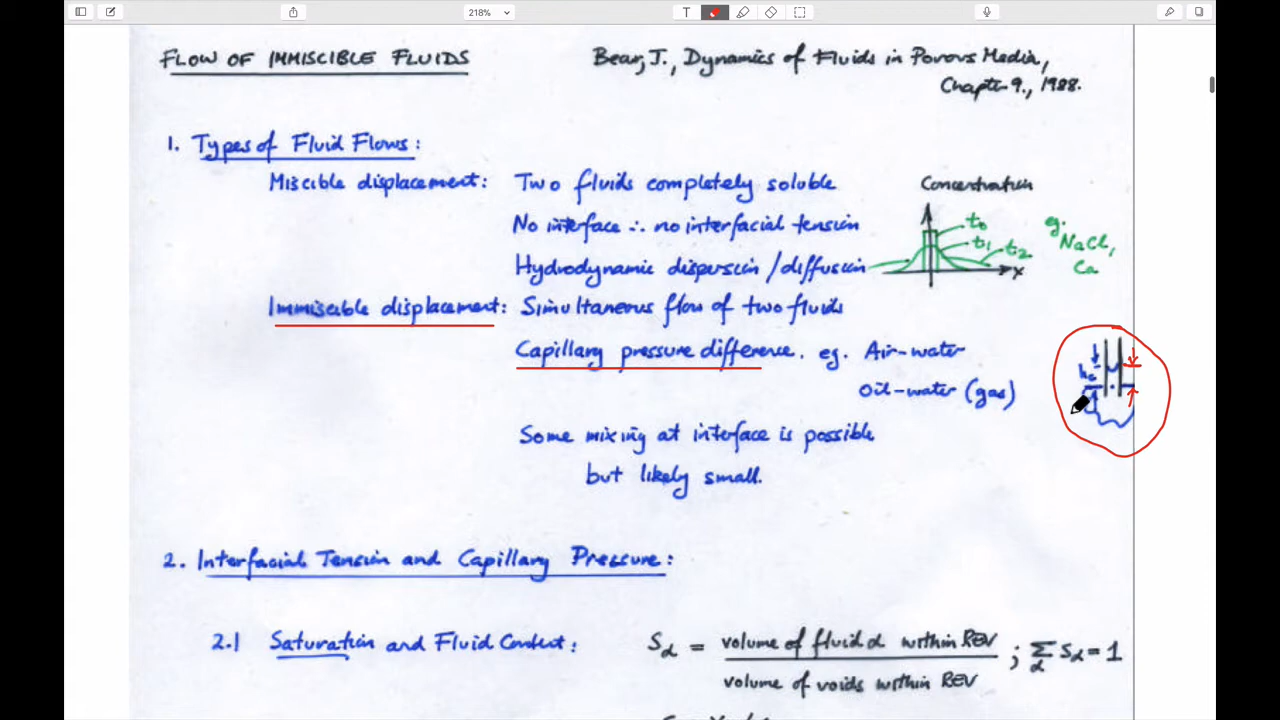 218%
T
FLOW OF IMMISCIBLE FLUIDS
Bear, J., Dynamics of Fluids in Porous Media,
Chapter 9., 1988.
1. Types of Fluid Flows:
Miscible displacement: Two fluids completely soluble
No interface ∴ no interfacial tension
Hydrodynamic dispersion / diffusion
Concentration
t₀
t₁
t₂
x
eg.
NaCl,
Ca
Immiscible displacement: Simultaneous flow of two fluids
Capillary pressure difference. eg. Air-water
Oil-water (gas)
hc
Some mixing at interface is possible
but likely small.
2. Interfacial Tension and Capillary Pressure:
2.1 Saturation and Fluid Content: Sα = volume of fluid α within REV / volume of voids within REV ; Σα Sα = 1